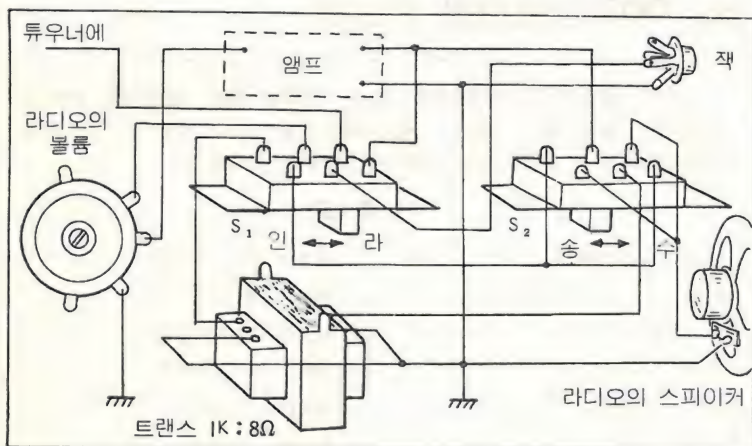 튜우너에
앰프
잭
라디오의
볼륨
S₁
인
라
S₂
송
수
라디오의 스피이커
트랜스 1K : 8Ω